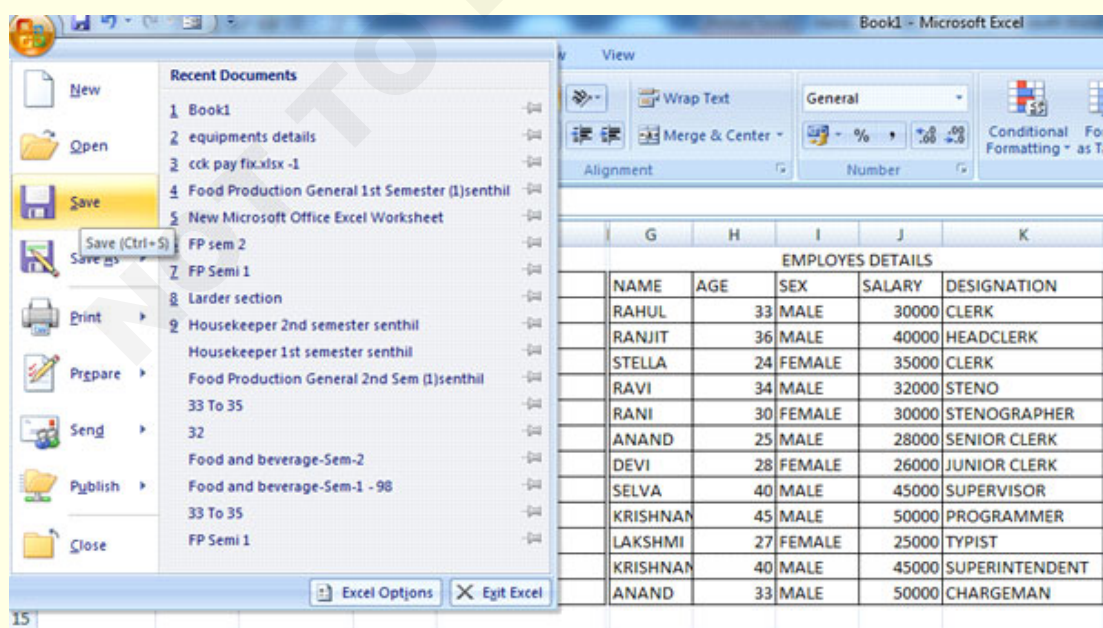 Book1 - Microsoft Excel
View
New
Open
Save
Save (Ctrl+S)
Save As
Print
Prepare
Send
Publish
Close
Recent Documents
1 Book1
2 equipments details
3 cck pay fix.xlsx -1
4 Food Production General 1st Semester (1)senthil
5 New Microsoft Office Excel Worksheet
FP sem 2
7 FP Semi 1
8 Larder section
9 Housekeeper 2nd semester senthil
Housekeeper 1st semester senthil
Food Production General 2nd Sem (1)senthil
33 To 35
32
Food and beverage-Sem-2
Food and beverage-Sem-1 - 98
33 To 35
FP Semi 1
Excel Options
Exit Excel
Wrap Text
Merge & Center
Alignment
General
% ,
Number
Conditional
Formatting
G H I J K
EMPLOYES DETAILS
NAME AGE SEX SALARY DESIGNATION
RAHUL 33 MALE 30000 CLERK
RANJIT 36 MALE 40000 HEADCLERK
STELLA 24 FEMALE 35000 CLERK
RAVI 34 MALE 32000 STENO
RANI 30 FEMALE 30000 STENOGRAPHER
ANAND 25 MALE 28000 SENIOR CLERK
DEVI 28 FEMALE 26000 JUNIOR CLERK
SELVA 40 MALE 45000 SUPERVISOR
KRISHNAN 45 MALE 50000 PROGRAMMER
LAKSHMI 27 FEMALE 25000 TYPIST
KRISHNAN 40 MALE 45000 SUPERINTENDENT
ANAND 33 MALE 50000 CHARGEMAN
15
NOT TO